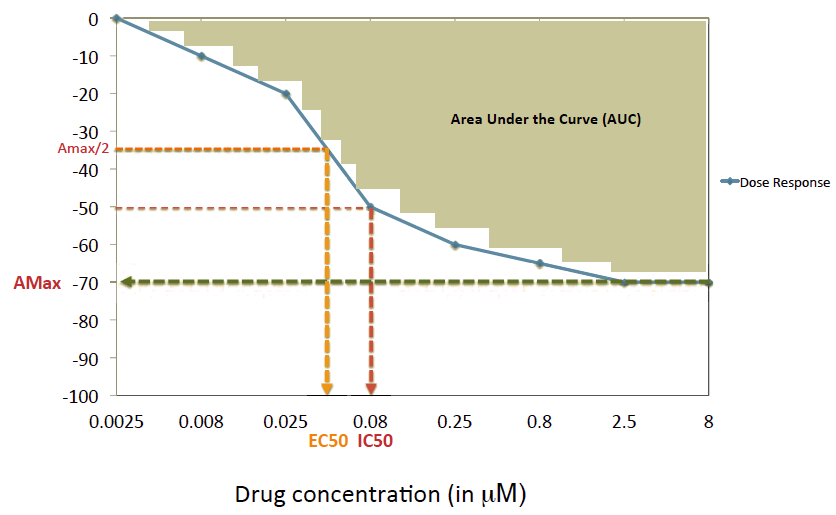 0
-10
-20
-30
Amax/2
-40
-50
-60
AMax
-70
-80
-90
-100
Area Under the Curve (AUC)
Dose Response
0.0025 0.008 0.025 0.08 0.25 0.8 2.5 8
EC50 IC50
Drug concentration (in μM)